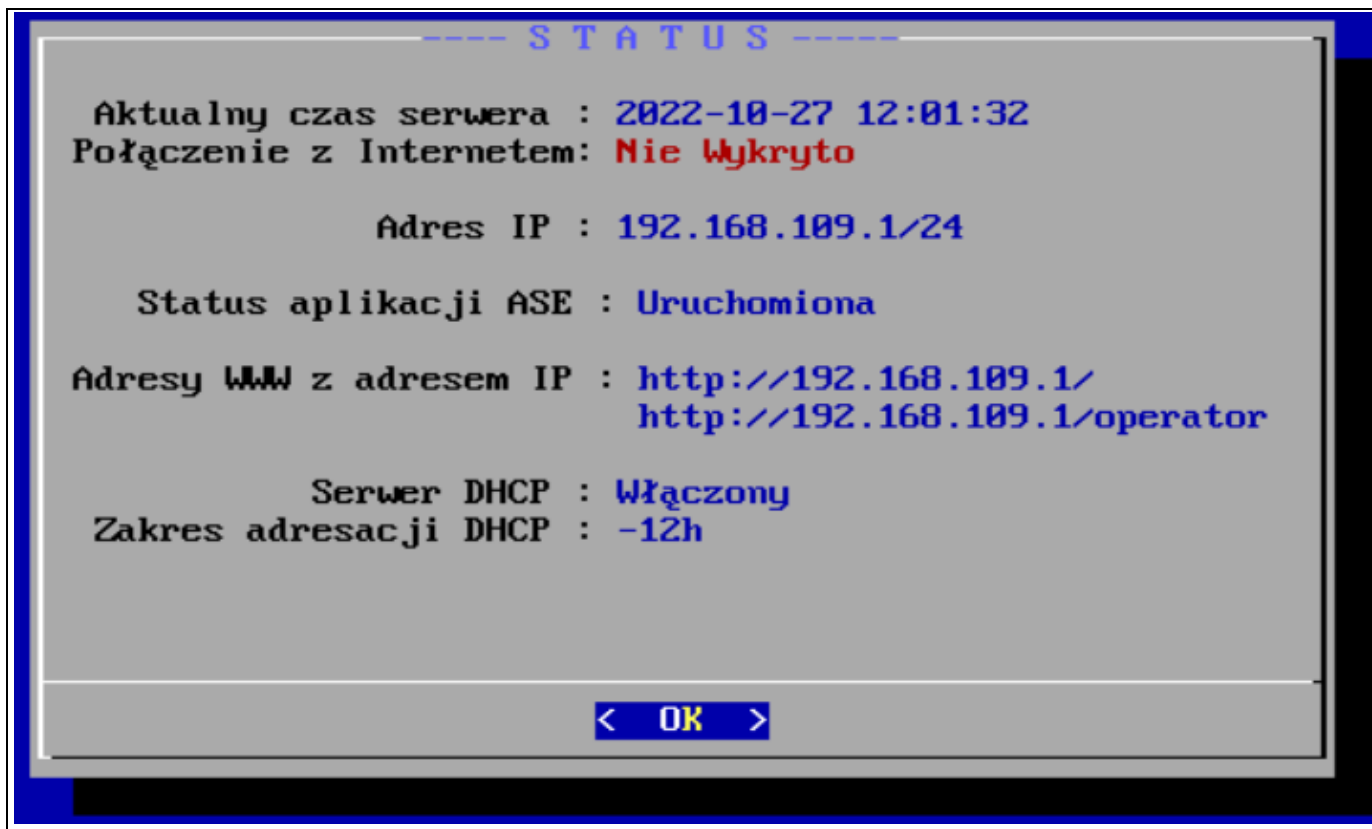 ---- S T A T U S -----
Aktualny czas serwera : 2022-10-27 12:01:32
Połączenie z Internetem: Nie Wykryto
Adres IP : 192.168.109.1/24
Status aplikacji ASE : Uruchomiona
Adresy WWW z adresem IP : http://192.168.109.1/
http://192.168.109.1/operator
Serwer DHCP : Włączony
Zakres adresacji DHCP : -12h
< OK >